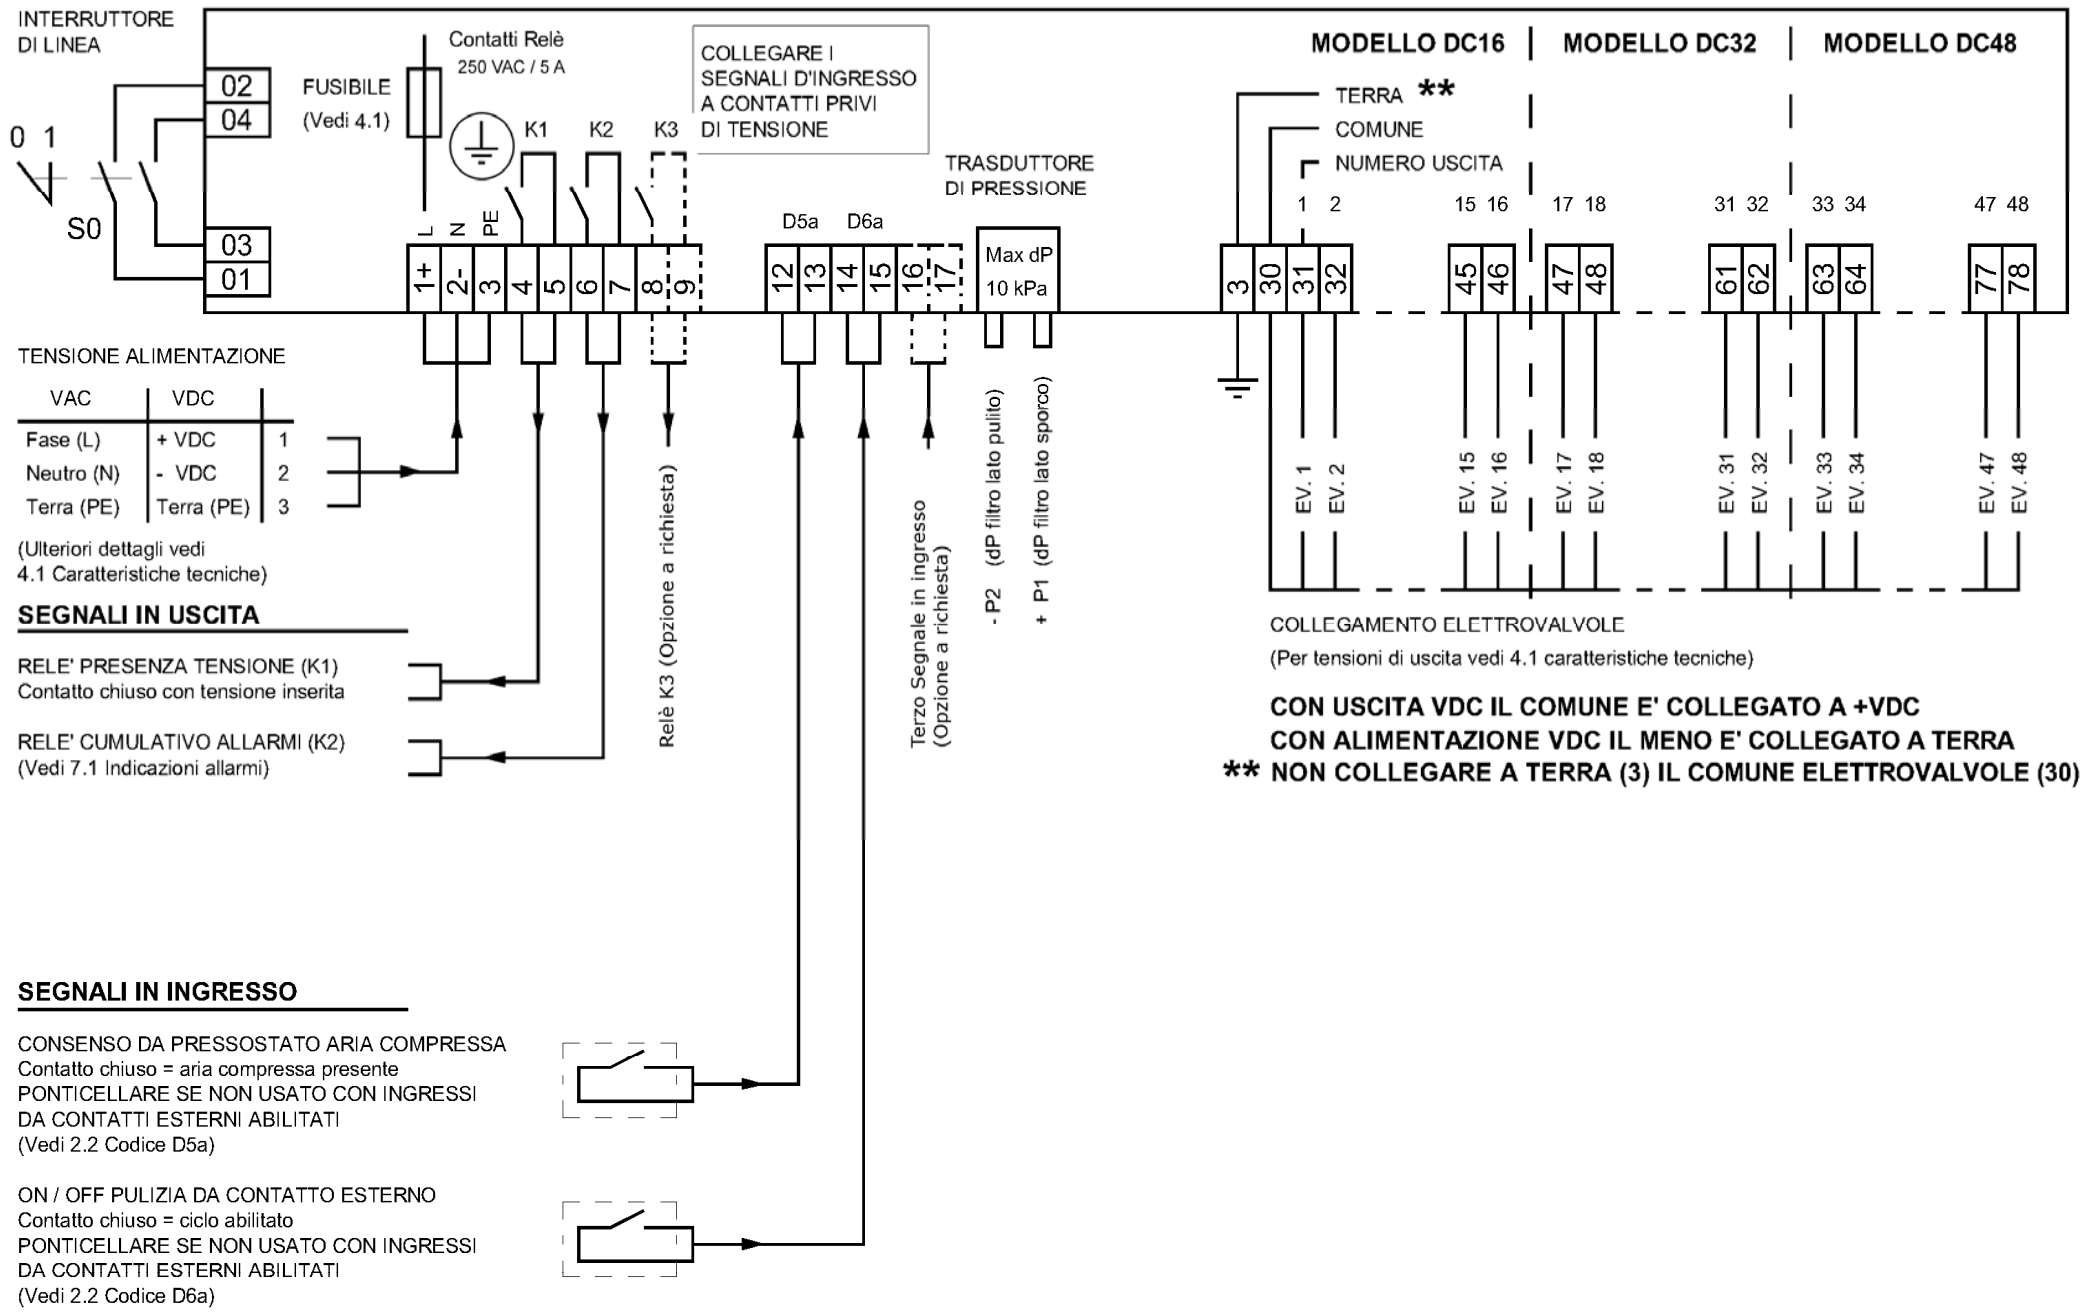 INTERRUTTORE
DI LINEA
02
04
0 1
S0
03
01
FUSIBILE
(Vedi 4.1)
Contatti Relè
250 VAC / 5 A
K1
K2
K3
COLLEGARE I
SEGNALI D'INGRESSO
A CONTATTI PRIVI
DI TENSIONE
L
N
PE
1+
2-
3
4
5
6
7
8
9
D5a
D6a
12
13
14
15
16
17
TRASDUTTORE
DI PRESSIONE
Max dP
10 kPa
MODELLO DC16
MODELLO DC32
MODELLO DC48
TERRA **
COMUNE
NUMERO USCITA
1
2
15
16
17
18
31
32
33
34
47
48
3
30
31
32
45
46
47
48
61
62
63
64
77
78
TENSIONE ALIMENTAZIONE
VAC VDC
Fase (L) + VDC 1
Neutro (N) - VDC 2
Terra (PE) Terra (PE) 3
(Ulteriori dettagli vedi
4.1 Caratteristiche tecniche)
SEGNALI IN USCITA
RELE' PRESENZA TENSIONE (K1)
Contatto chiuso con tensione inserita
RELE' CUMULATIVO ALLARMI (K2)
(Vedi 7.1 Indicazioni allarmi)
Relè K3 (Opzione a richiesta)
Terzo Segnale in ingresso
(Opzione a richiesta)
- P2 (dP filtro lato pulito)
+ P1 (dP filtro lato sporco)
EV. 1
EV. 2
EV. 15
EV. 16
EV. 17
EV. 18
EV. 31
EV. 32
EV. 33
EV. 34
EV. 47
EV. 48
COLLEGAMENTO ELETTROVALVOLE
(Per tensioni di uscita vedi 4.1 caratteristiche tecniche)
CON USCITA VDC IL COMUNE E' COLLEGATO A +VDC
CON ALIMENTAZIONE VDC IL MENO E' COLLEGATO A TERRA
** NON COLLEGARE A TERRA (3) IL COMUNE ELETTROVALVOLE (30)
SEGNALI IN INGRESSO
CONSENSO DA PRESSOSTATO ARIA COMPRESSA
Contatto chiuso = aria compressa presente
PONTICELLARE SE NON USATO CON INGRESSI
DA CONTATTI ESTERNI ABILITATI
(Vedi 2.2 Codice D5a)
ON / OFF PULIZIA DA CONTATTO ESTERNO
Contatto chiuso = ciclo abilitato
PONTICELLARE SE NON USATO CON INGRESSI
DA CONTATTI ESTERNI ABILITATI
(Vedi 2.2 Codice D6a)